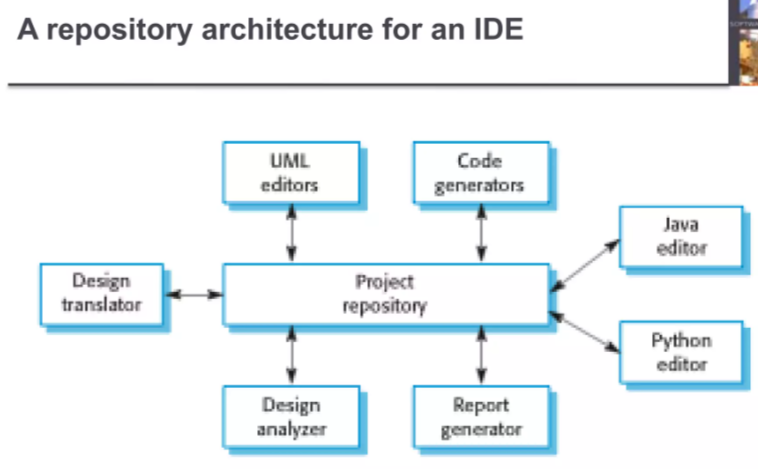 A repository architecture for an IDE
UML
editors
Code
generators
Java
editor
Design
translator
Project
repository
Python
editor
Design
analyzer
Report
generator